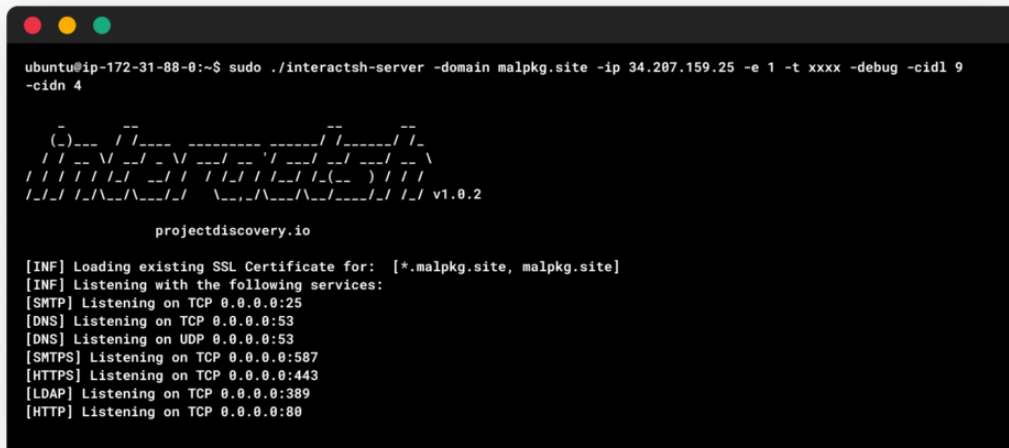 ubuntu@ip-172-31-88-0:~$ sudo ./interactsh-server -domain malpkg.site -ip 34.207.159.25 -e 1 -t xxxx -debug -cidl 9
-cidn 4
interactsh
v1.0.2
projectdiscovery.io
[INF] Loading existing SSL Certificate for:  [*.malpkg.site, malpkg.site]
[INF] Listening with the following services:
[SMTP] Listening on TCP 0.0.0.0:25
[DNS] Listening on TCP 0.0.0.0:53
[DNS] Listening on UDP 0.0.0.0:53
[SMTPS] Listening on TCP 0.0.0.0:587
[HTTPS] Listening on TCP 0.0.0.0:443
[LDAP] Listening on TCP 0.0.0.0:389
[HTTP] Listening on TCP 0.0.0.0:80